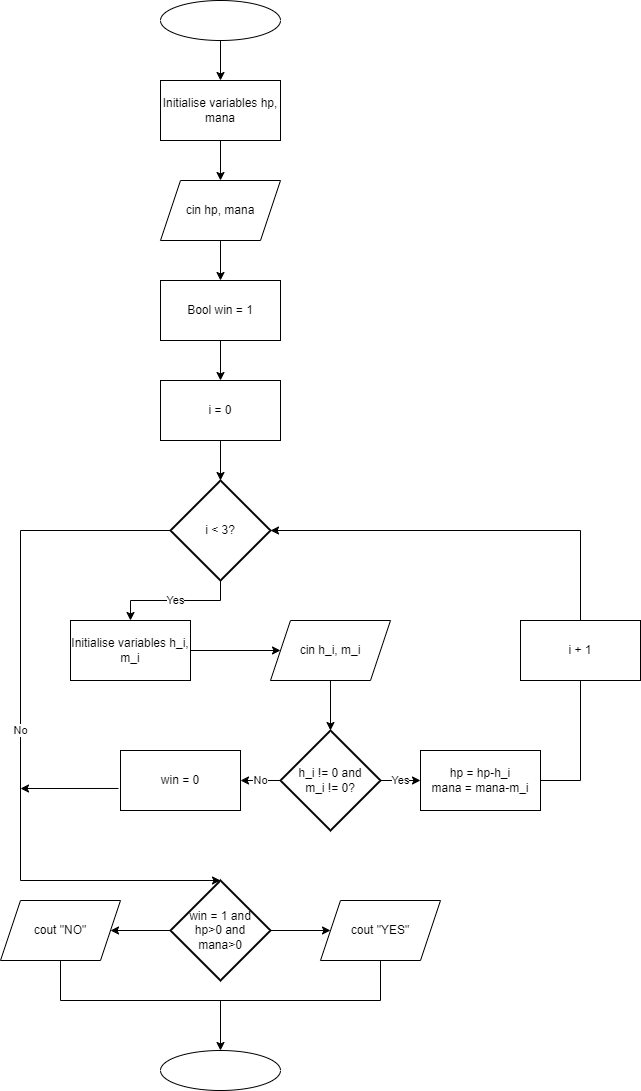 Initialise variables hp,
mana
cin hp, mana
Bool win = 1
i = 0
i < 3?
Yes
Initialise variables h_i,
m_i
cin h_i, m_i
i + 1
No
win = 0
No
h_i != 0 and
m_i != 0?
Yes
hp = hp-h_i
mana = mana-m_i
cout "NO"
win = 1 and
hp>0 and
mana>0
cout "YES"